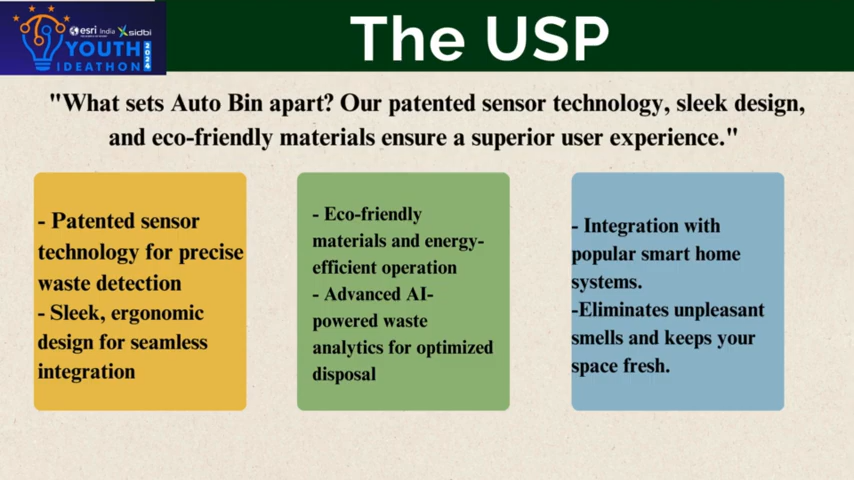 esri India sidbi
YOUTH
IDEATHON
2024
The USP
"What sets Auto Bin apart? Our patented sensor technology, sleek design,
and eco-friendly materials ensure a superior user experience."
- Patented sensor
technology for precise
waste detection
- Sleek, ergonomic
design for seamless
integration
- Eco-friendly
materials and energy-
efficient operation
- Advanced AI-
powered waste
analytics for optimized
disposal
- Integration with
popular smart home
systems.
-Eliminates unpleasant
smells and keeps your
space fresh.